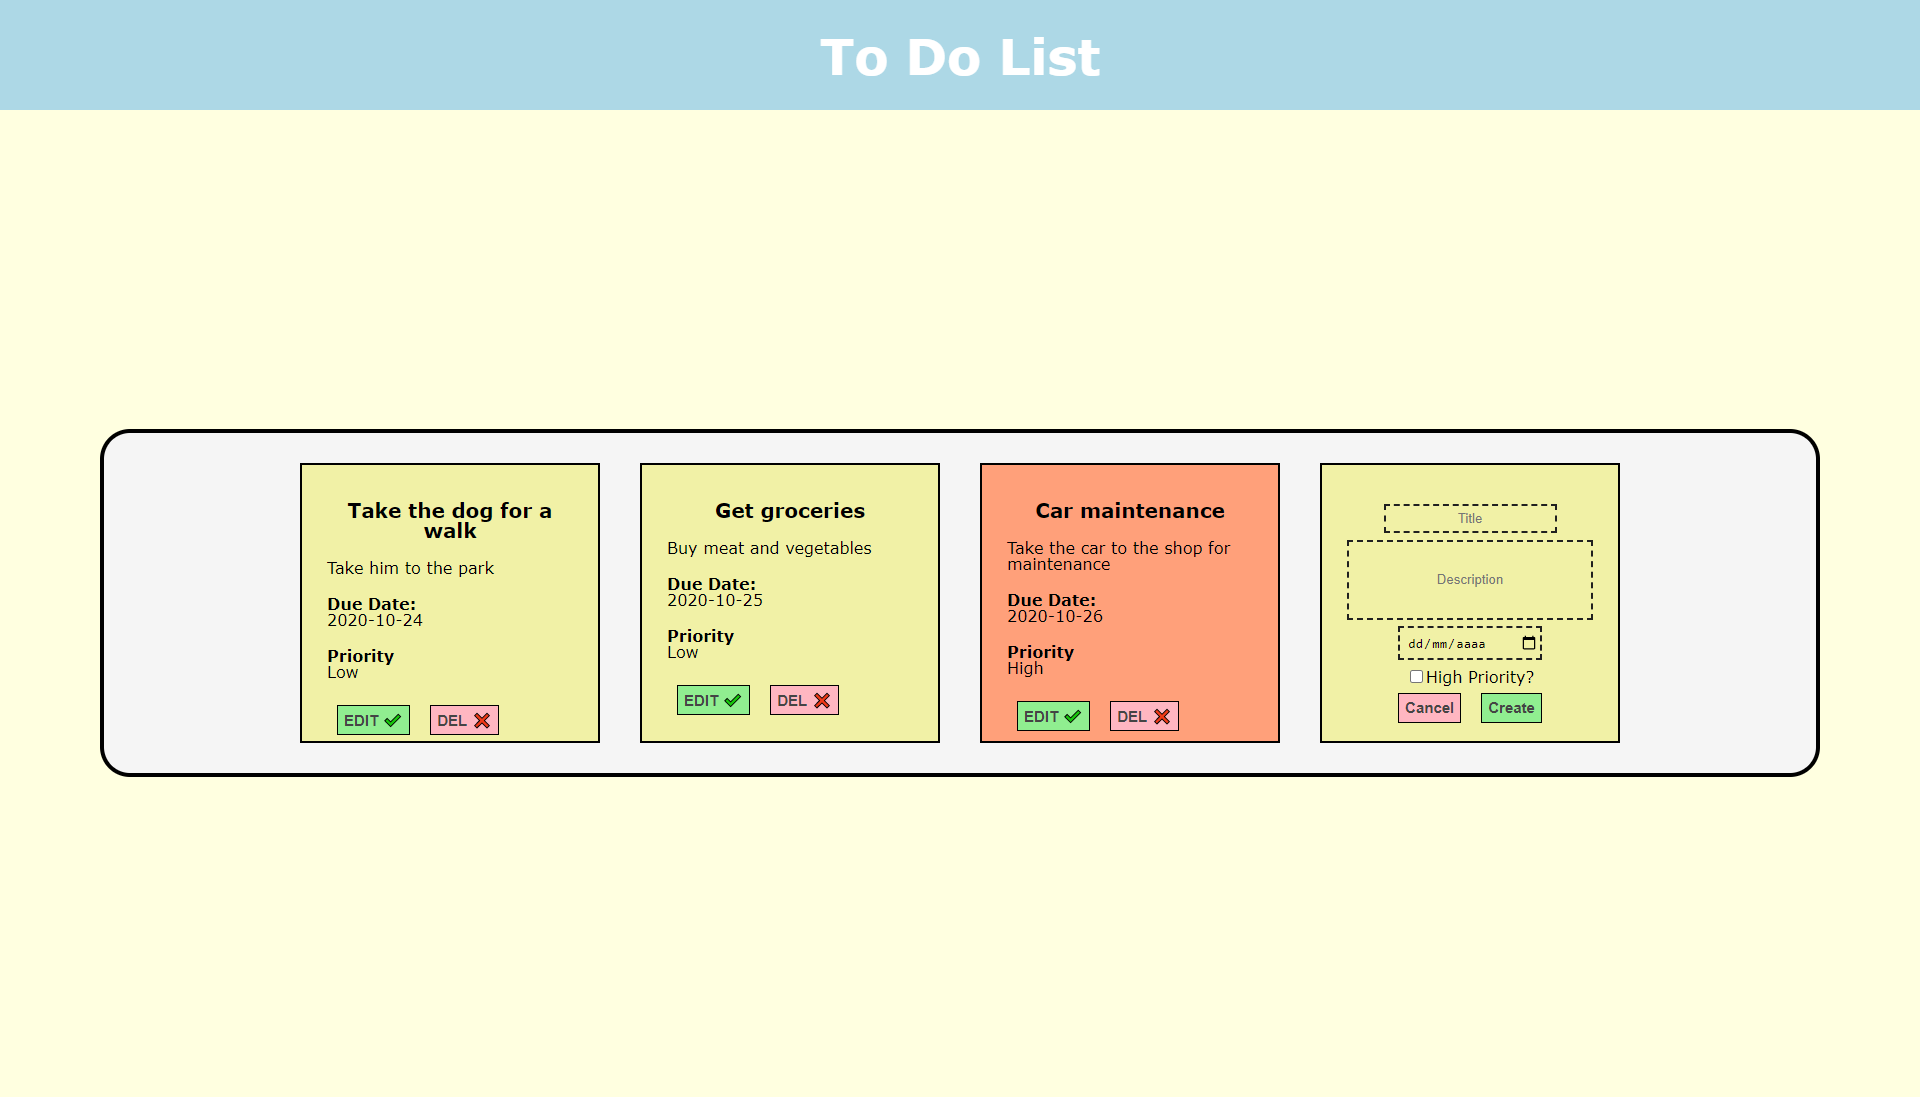 To Do List
Take the dog for a
walk
Take him to the park
Due Date:
2020-10-24
Priority
Low
EDIT
DEL
Get groceries
Buy meat and vegetables
Due Date:
2020-10-25
Priority
Low
EDIT
DEL
Car maintenance
Take the car to the shop for
maintenance
Due Date:
2020-10-26
Priority
High
EDIT
DEL
Title
Description
dd/mm/aaaa
High Priority?
Cancel
Create